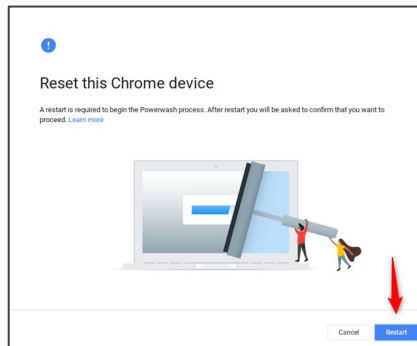 Reset this Chrome device
A restart is required to begin the Powerwash process. After restart you will be asked to confirm that you want to
proceed. Learn more
Cancel Restart